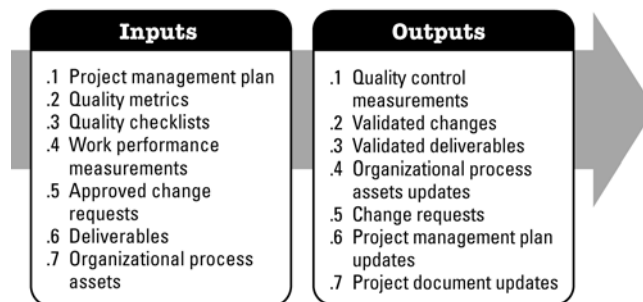 Inputs
.1 Project management plan
.2 Quality metrics
.3 Quality checklists
.4 Work performance
measurements
.5 Approved change
requests
.6 Deliverables
.7 Organizational process
assets
Outputs
.1 Quality control
measurements
.2 Validated changes
.3 Validated deliverables
.4 Organizational process
assets updates
.5 Change requests
.6 Project management plan
updates
.7 Project document updates